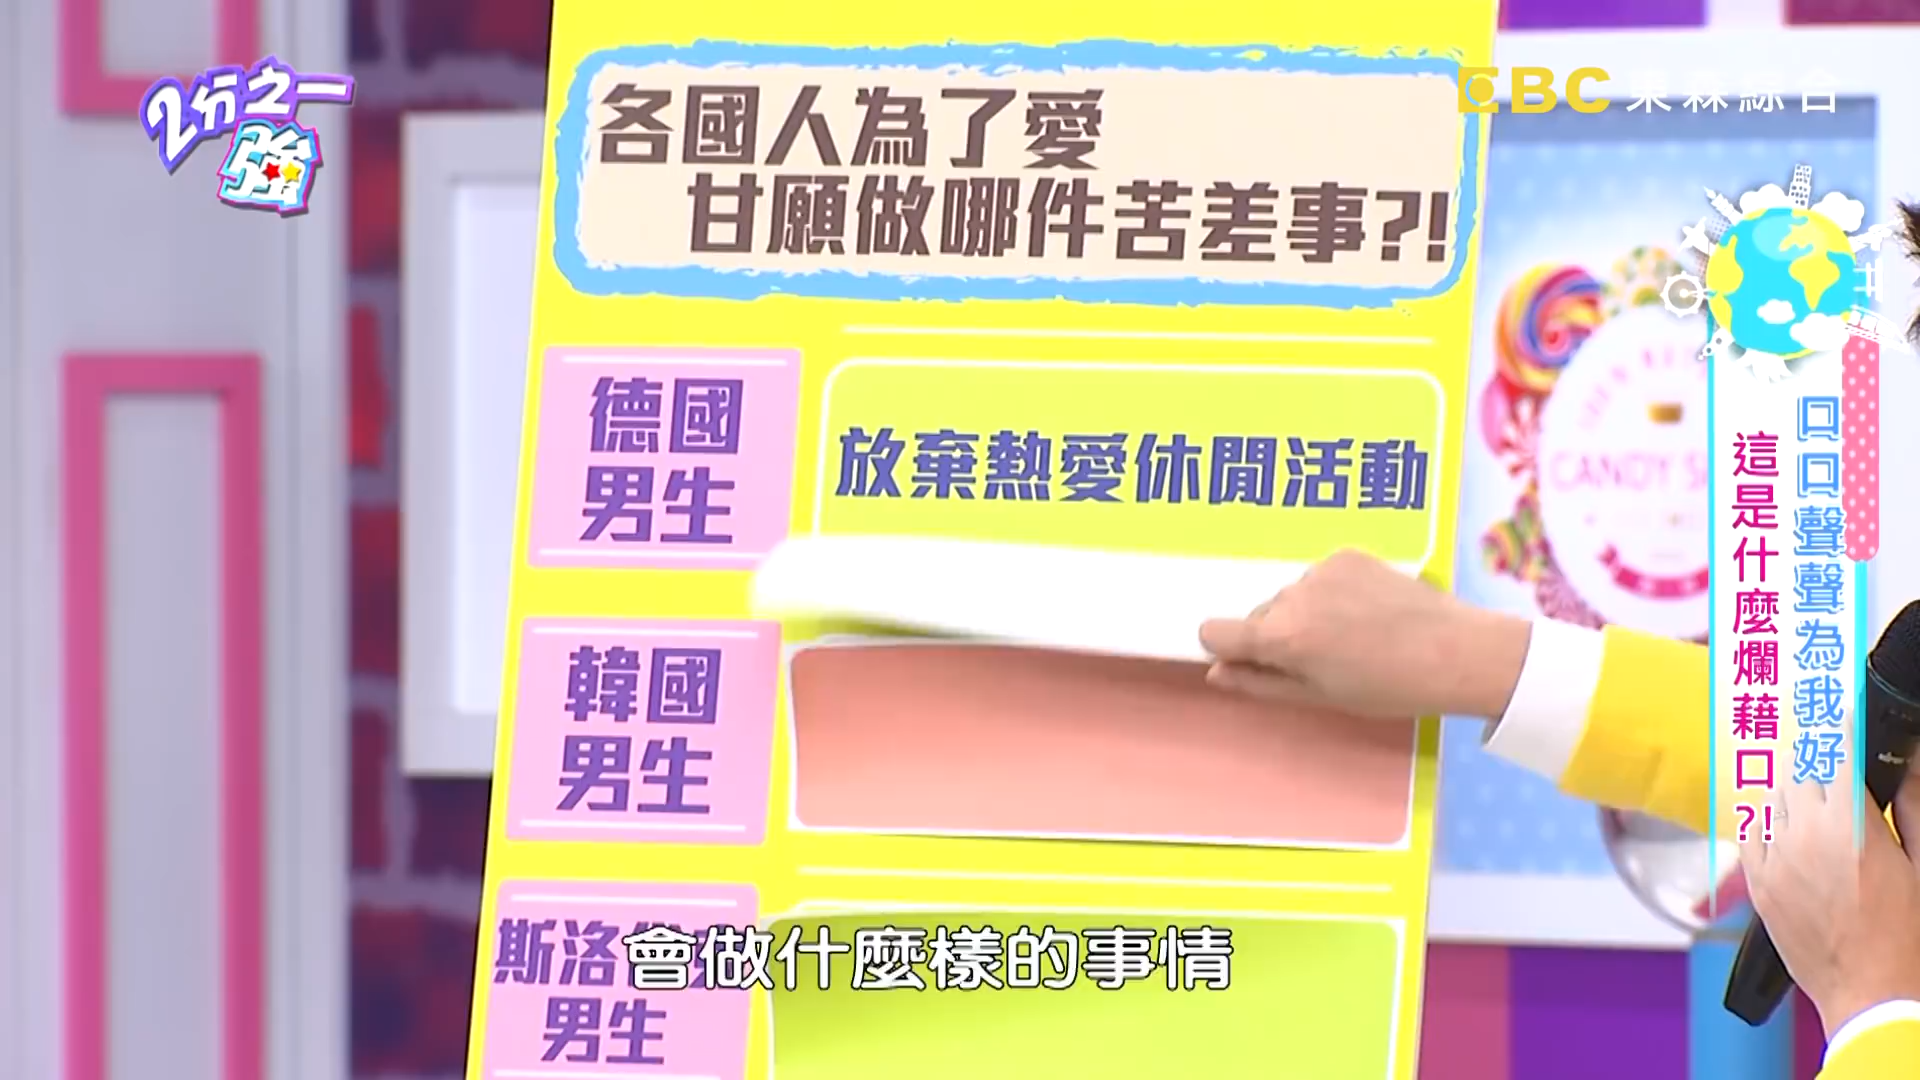 2分之一
強
EBC 東森綜合
各國人為了愛
甘願做哪件苦差事?!
德國
男生
放棄熱愛休閒活動
韓國
男生
斯洛
男生
會做什麼樣的事情
口口聲聲為我好
這是什麼爛藉口?!
CANDY